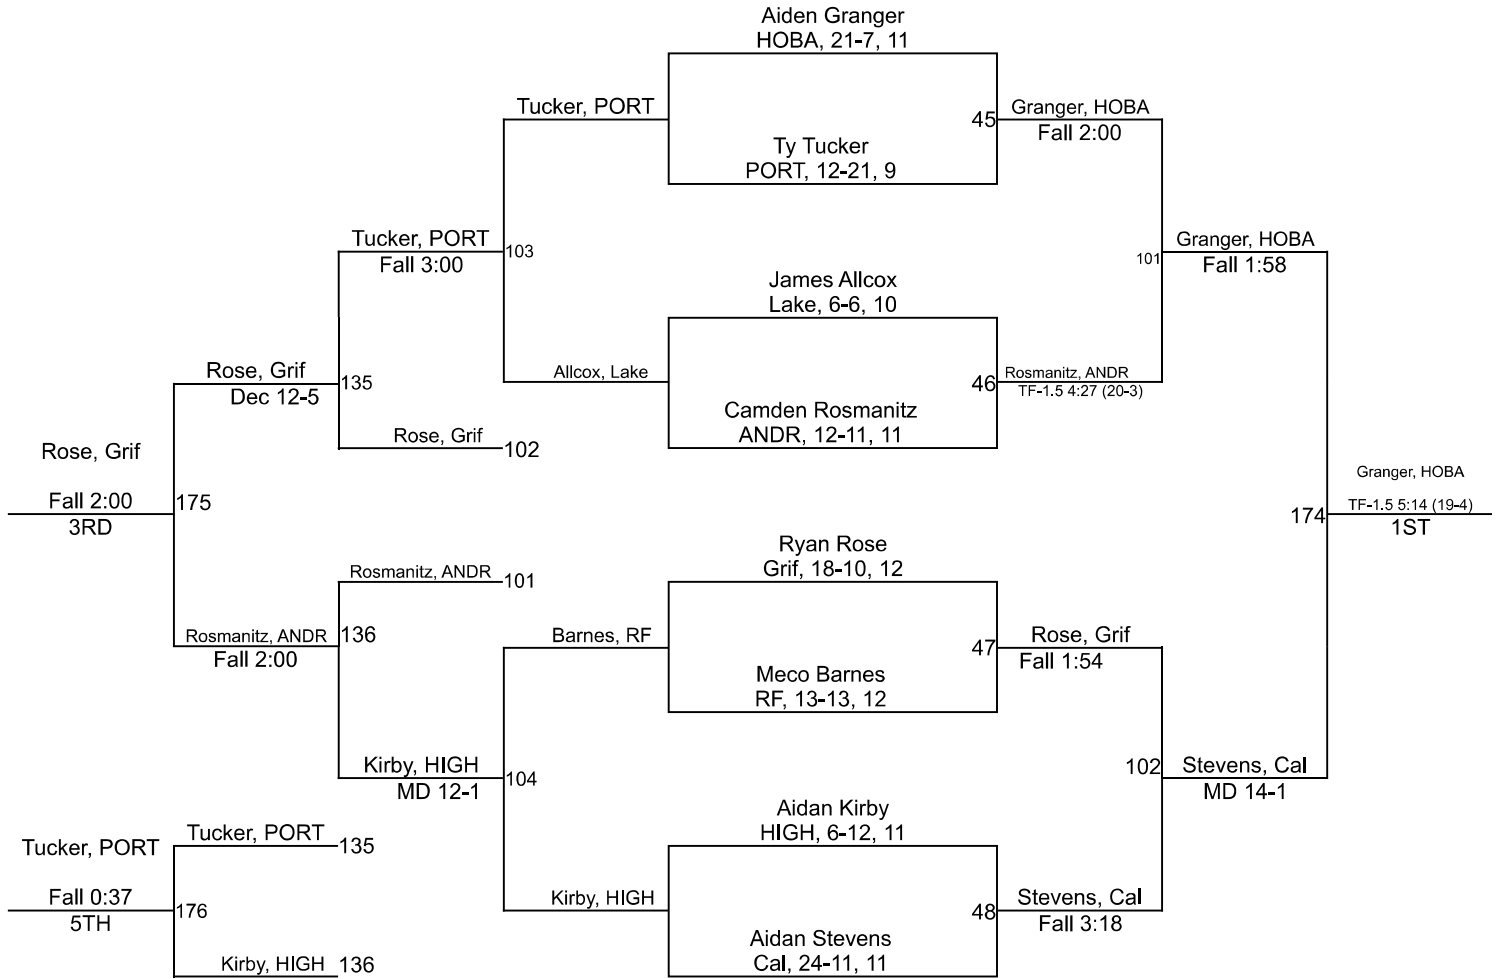 Aiden Granger
HOBA, 21-7, 11
Tucker, PORT
45
Granger, HOBA
Fall 2:00
Ty Tucker
PORT, 12-21, 9
Tucker, PORT
Fall 3:00
103
101
Granger, HOBA
Fall 1:58
James Allcox
Lake, 6-6, 10
Rose, Grif
Dec 12-5
135
Allcox, Lake
46
Rosmanitz, ANDR
TF-1.5 4:27 (20-3)
Camden Rosmanitz
ANDR, 12-11, 11
Rose, Grif
102
Rose, Grif
Fall 2:00
3RD
175
174
Granger, HOBA
TF-1.5 5:14 (19-4)
1ST
Ryan Rose
Grif, 18-10, 12
Rosmanitz, ANDR
101
Rosmanitz, ANDR
Fall 2:00
136
Barnes, RF
47
Rose, Grif
Fall 1:54
Meco Barnes
RF, 13-13, 12
Kirby, HIGH
MD 12-1
104
102
Stevens, Cal
MD 14-1
Aidan Kirby
HIGH, 6-12, 11
Tucker, PORT
135
Tucker, PORT
Fall 0:37
5TH
176
Kirby, HIGH
48
Stevens, Cal
Fall 3:18
Aidan Stevens
Cal, 24-11, 11
Kirby, HIGH
136